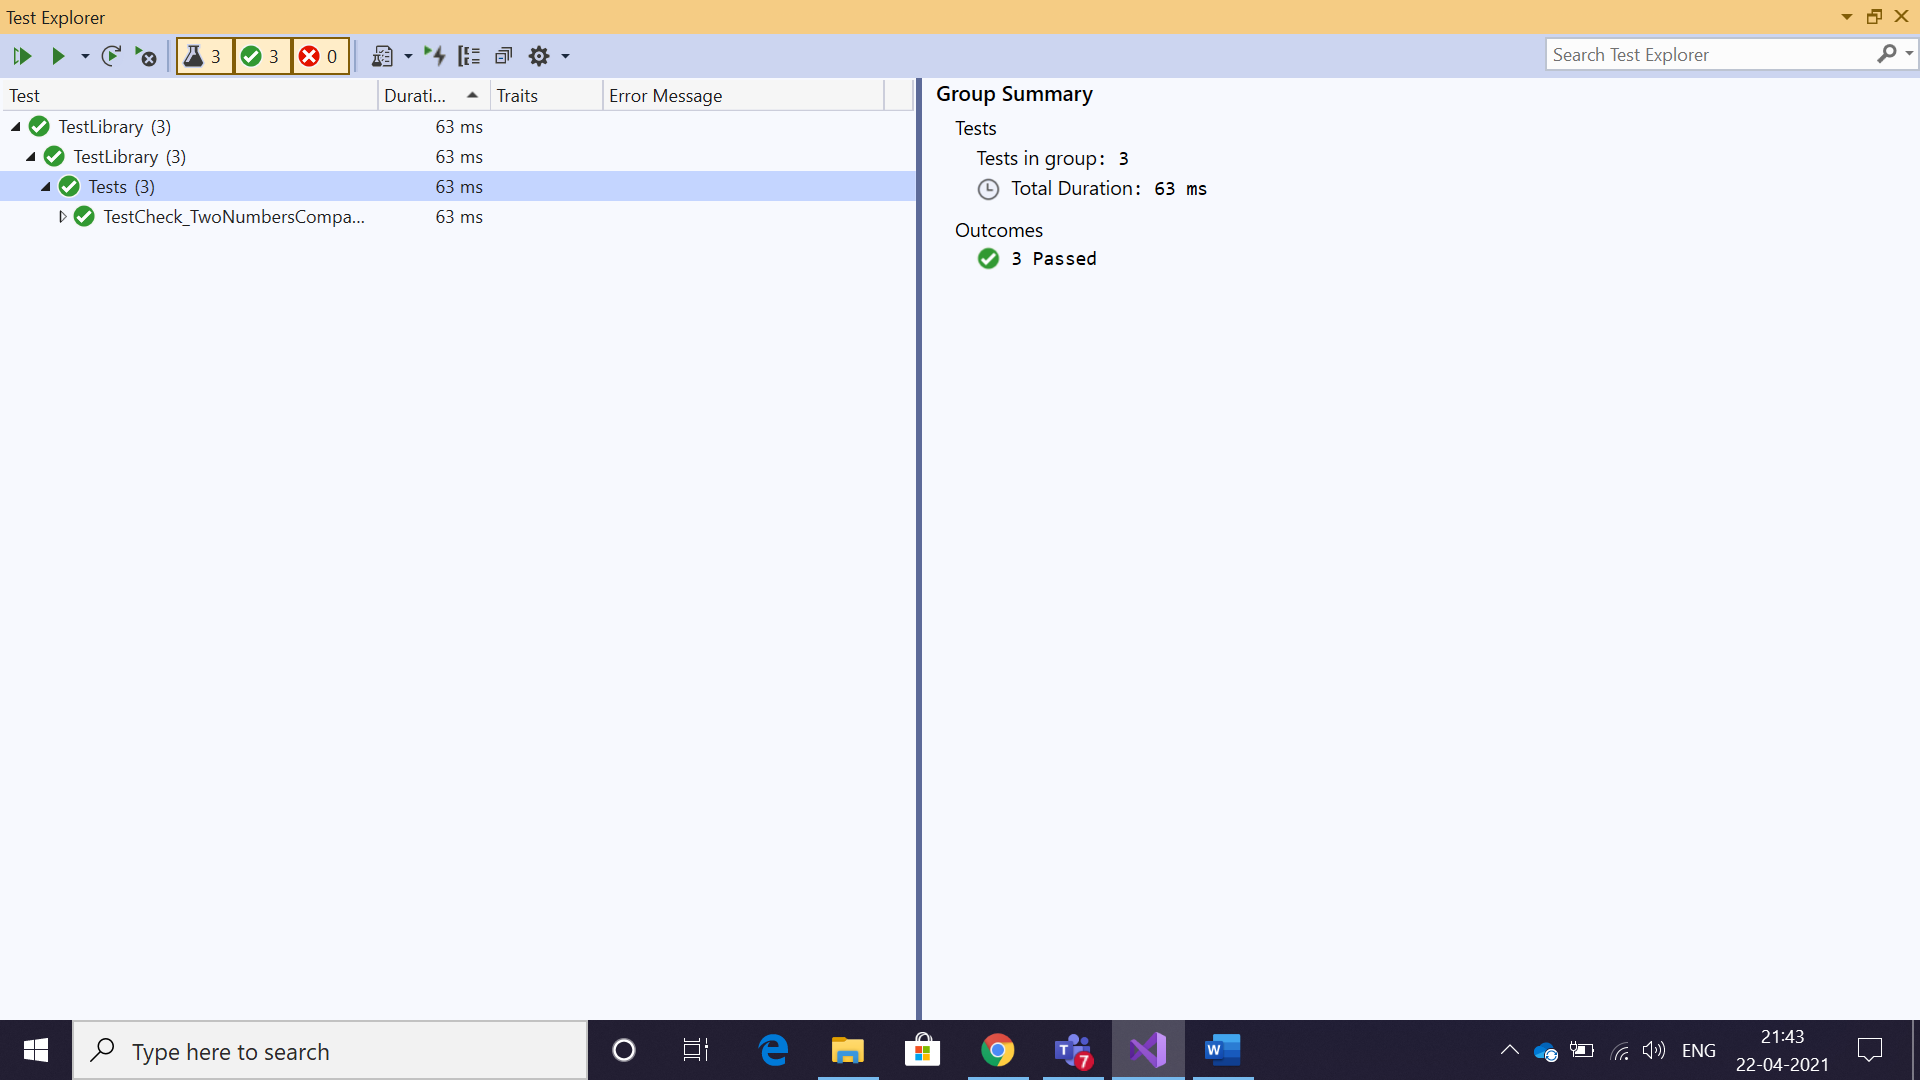 Test Explorer
3 3 0
Search Test Explorer
Test Durati... Traits Error Message
TestLibrary (3) 63 ms
TestLibrary (3) 63 ms
Tests (3) 63 ms
TestCheck_TwoNumbersCompa... 63 ms
Group Summary
Tests
Tests in group: 3
Total Duration: 63 ms
Outcomes
3 Passed
Type here to search
T 7
W
ENG
21:43
22-04-2021